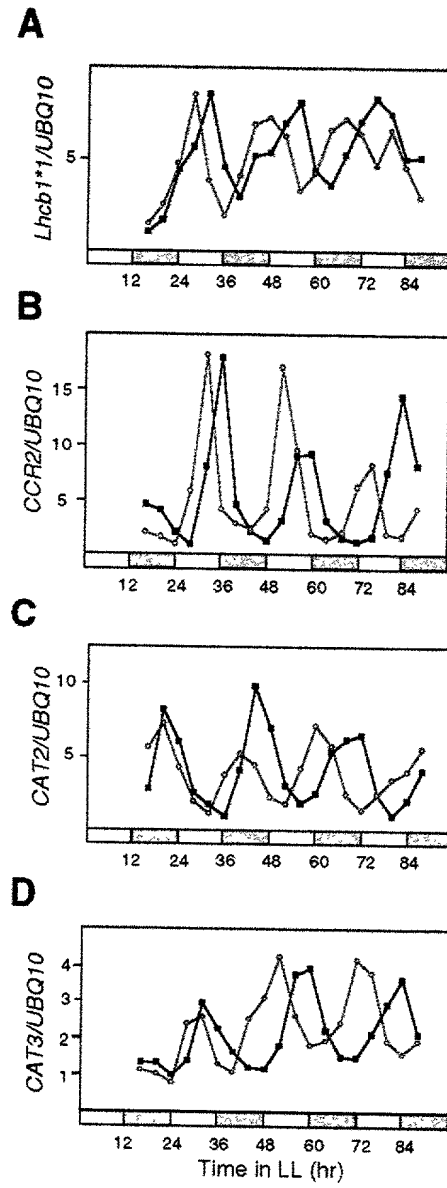 A
Lhcb1*1/UBQ10
5
12 24 36 48 60 72 84
B
CCR2/UBQ10
15
10
5
12 24 36 48 60 72 84
C
CAT2/UBQ10
10
5
12 24 36 48 60 72 84
D
CAT3/UBQ10
4
3
2
1
12 24 36 48 60 72 84
Time in LL (hr)